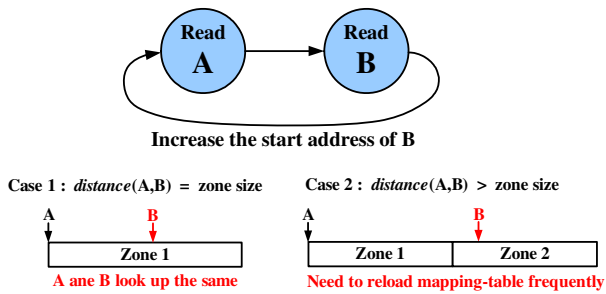 Read
A
Read
B
Increase the start address of B
Case 1 : distance(A,B) = zone size
A
B
Zone 1
A ane B look up the same
Case 2 : distance(A,B) > zone size
A
B
Zone 1
Zone 2
Need to reload mapping-table frequently